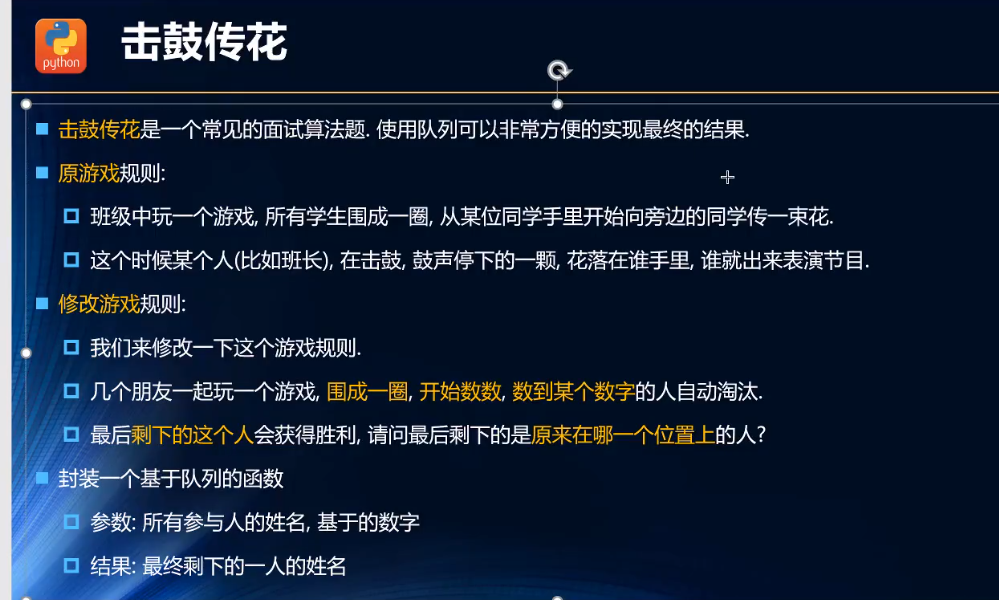 python
击鼓传花
击鼓传花是一个常见的面试算法题. 使用队列可以非常方便的实现最终的结果.
原游戏规则:
班级中玩一个游戏, 所有学生围成一圈, 从某位同学手里开始向旁边的同学传一束花.
这个时候某个人(比如班长), 在击鼓, 鼓声停下的一颗, 花落在谁手里, 谁就出来表演节目.
修改游戏规则:
我们来修改一下这个游戏规则.
几个朋友一起玩一个游戏, 围成一圈, 开始数数, 数到某个数字的人自动淘汰.
最后剩下的这个人会获得胜利, 请问最后剩下的是原来在哪一个位置上的人?
封装一个基于队列的函数
参数: 所有参与人的姓名, 基于的数字
结果: 最终剩下的一人的姓名